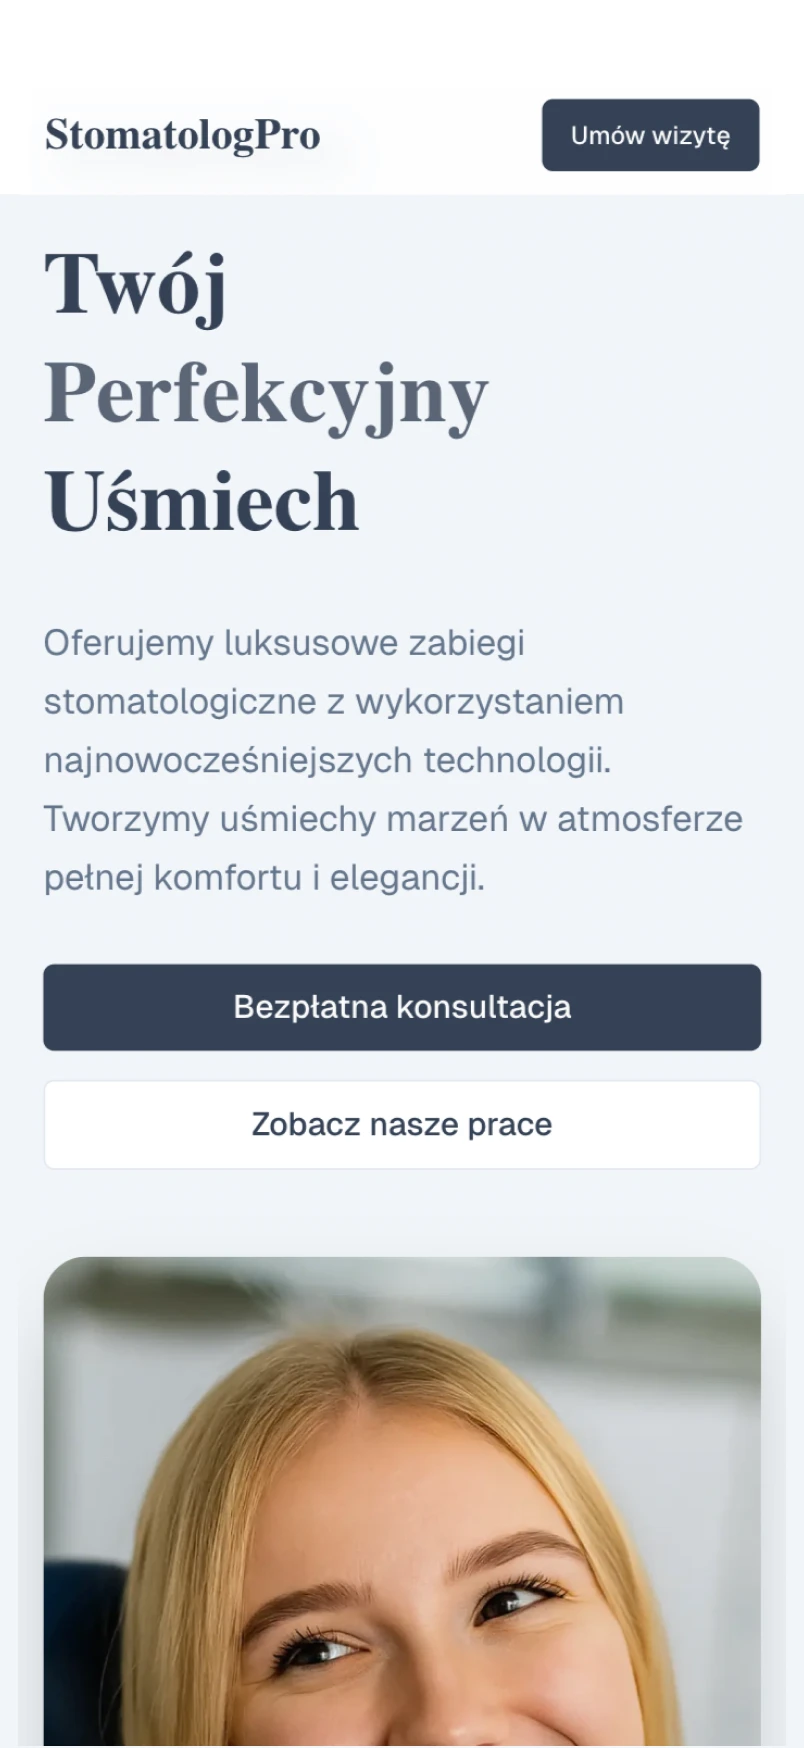 StomatologPro
Umów wizytę
Twój
Perfekcyjny
Uśmiech
Oferujemy luksusowe zabiegi
stomatologiczne z wykorzystaniem
najnowocześniejszych technologii.
Tworzymy uśmiechy marzeń w atmosferze
pełnej komfortu i elegancji.
Bezpłatna konsultacja
Zobacz nasze prace